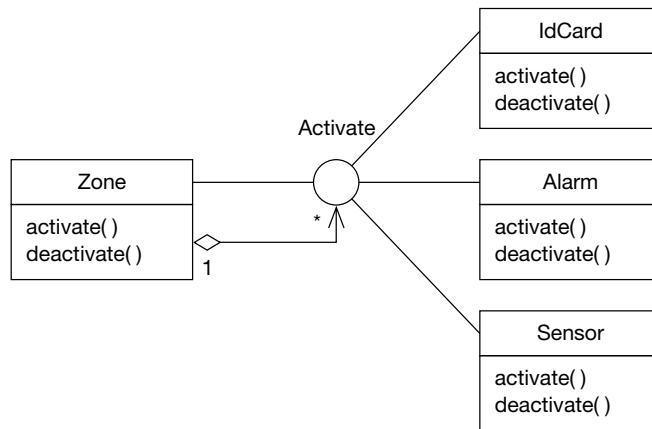 IdCard
activate( )
deactivate( )
Activate
Zone
activate( )
deactivate( )
*
1
Alarm
activate( )
deactivate( )
Sensor
activate( )
deactivate( )